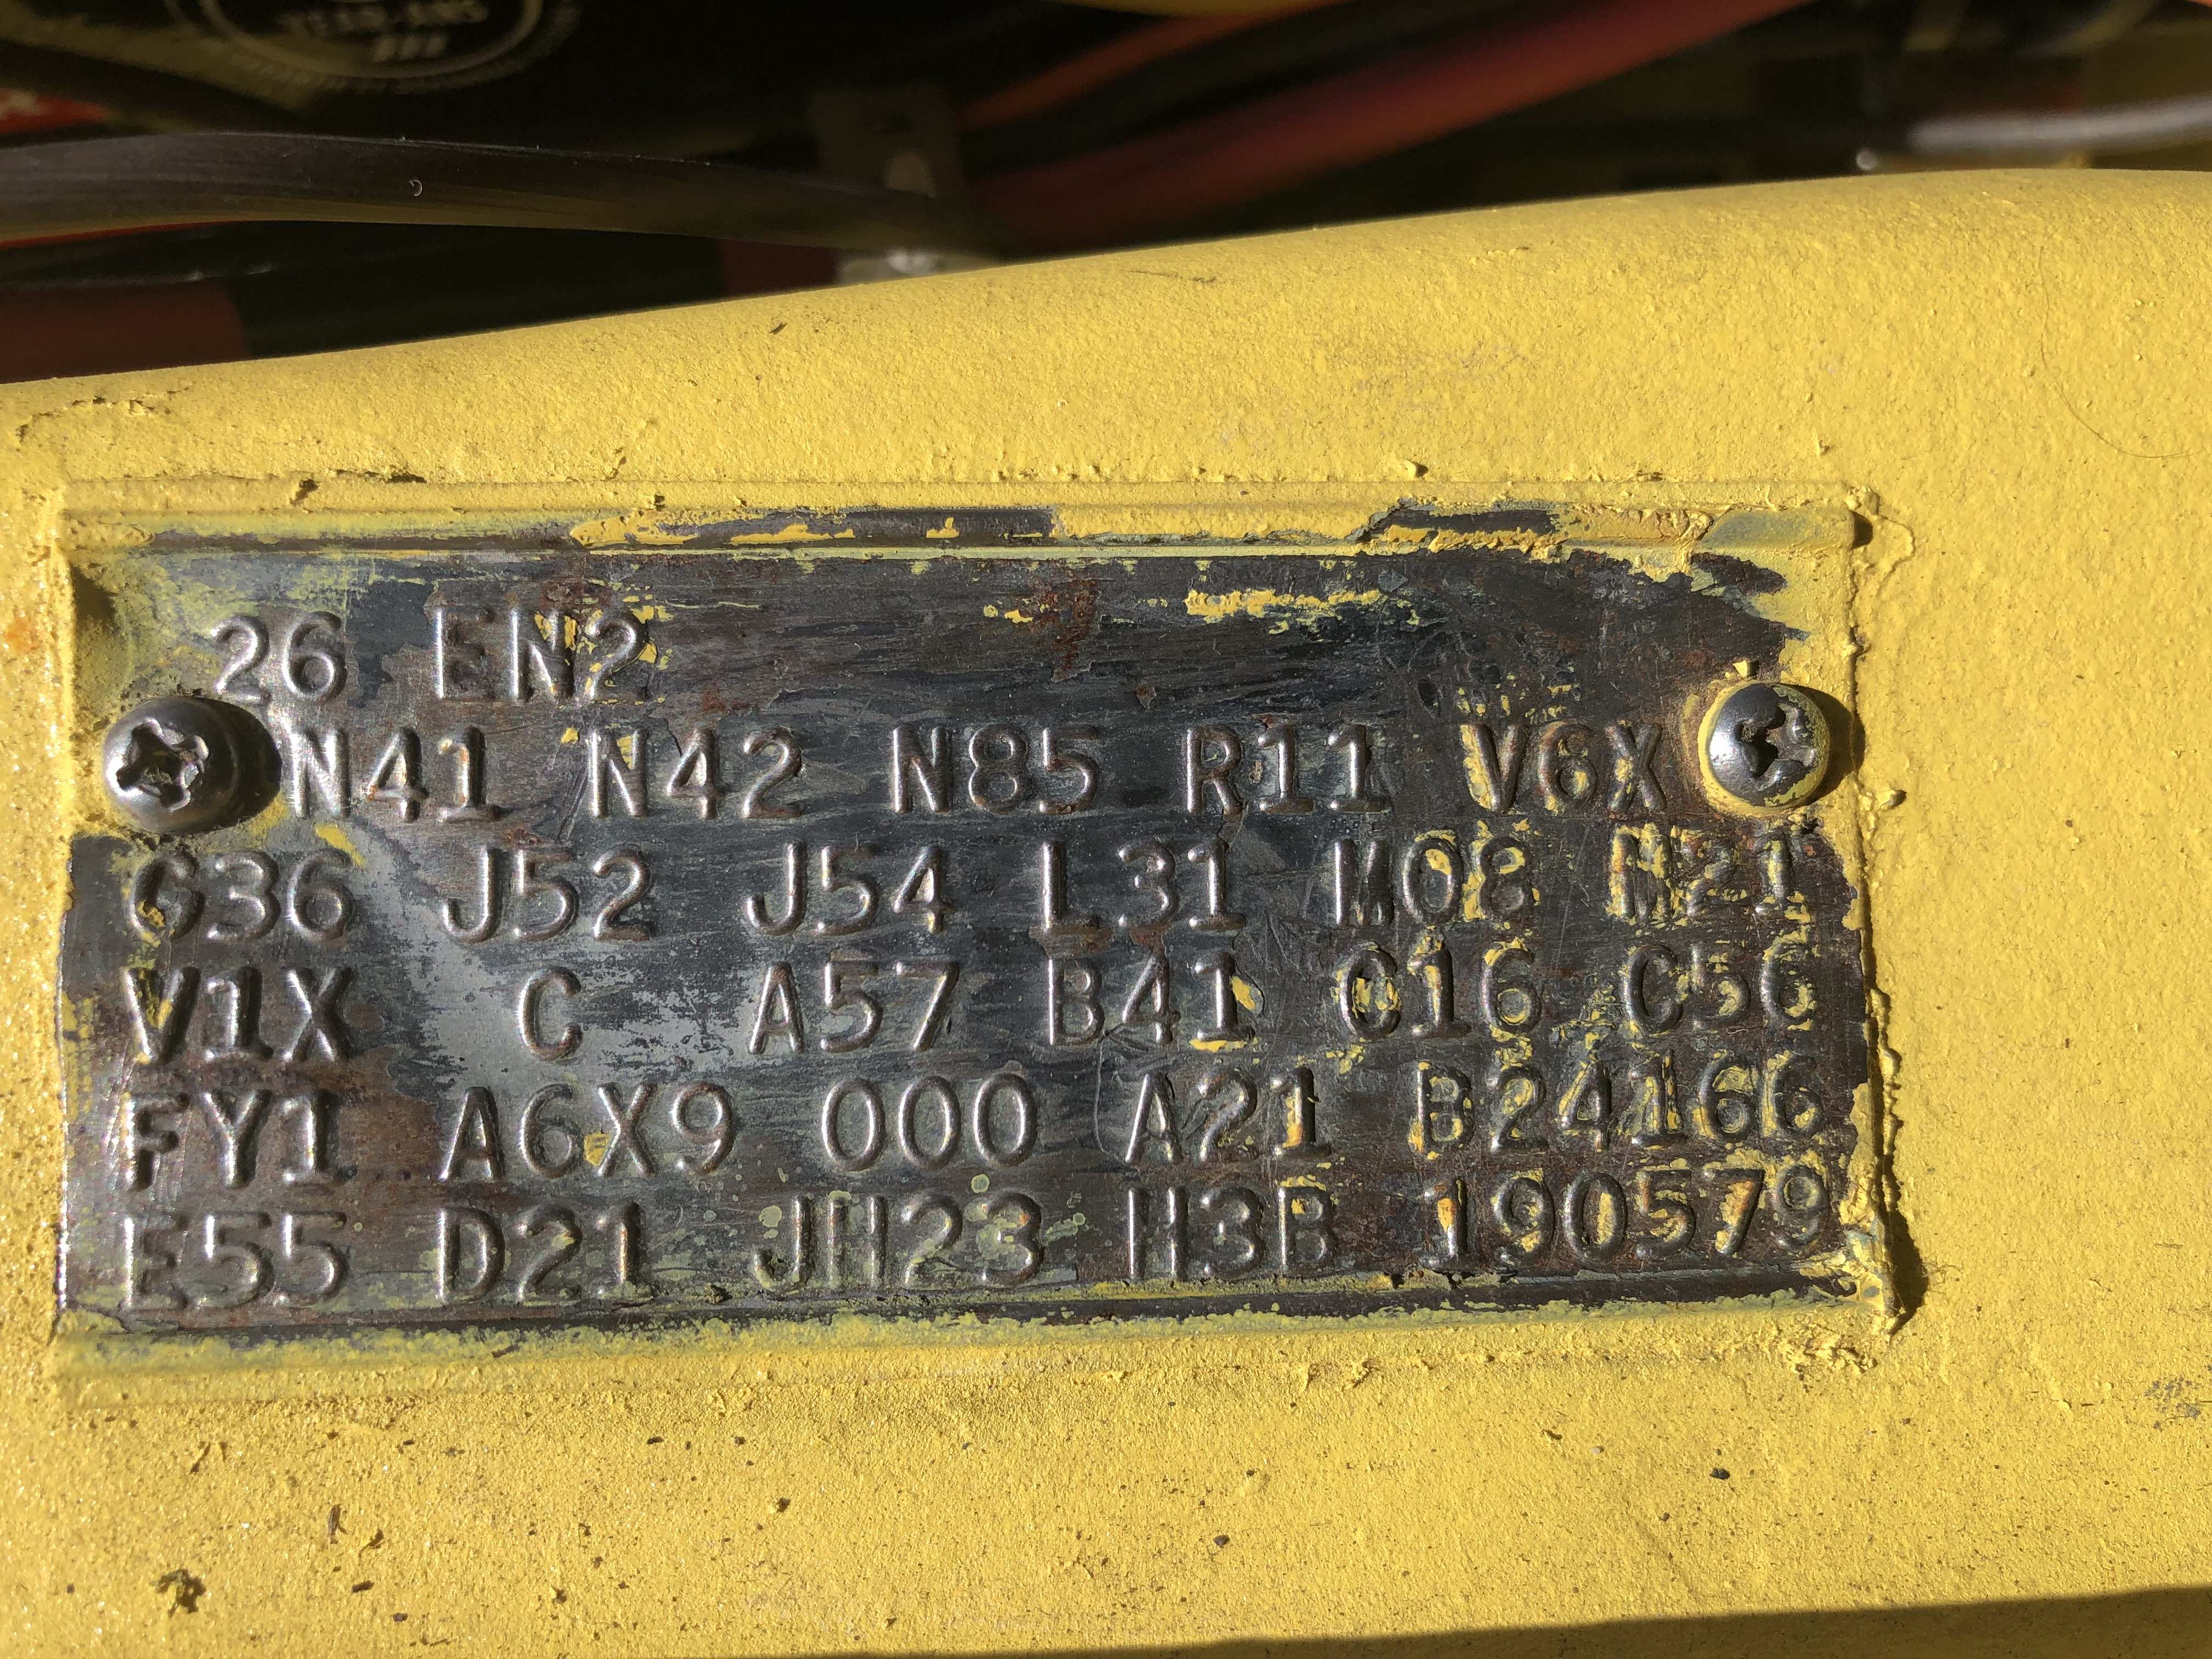 26 EN2
N41 N42 N85 R11 V6X
G36 J52 J54 L31 M08 M21
V1X C A57 B41 C16 C56
FY1 A6X9 000 A21 B24166
E55 D21 JH23 H3B 190579